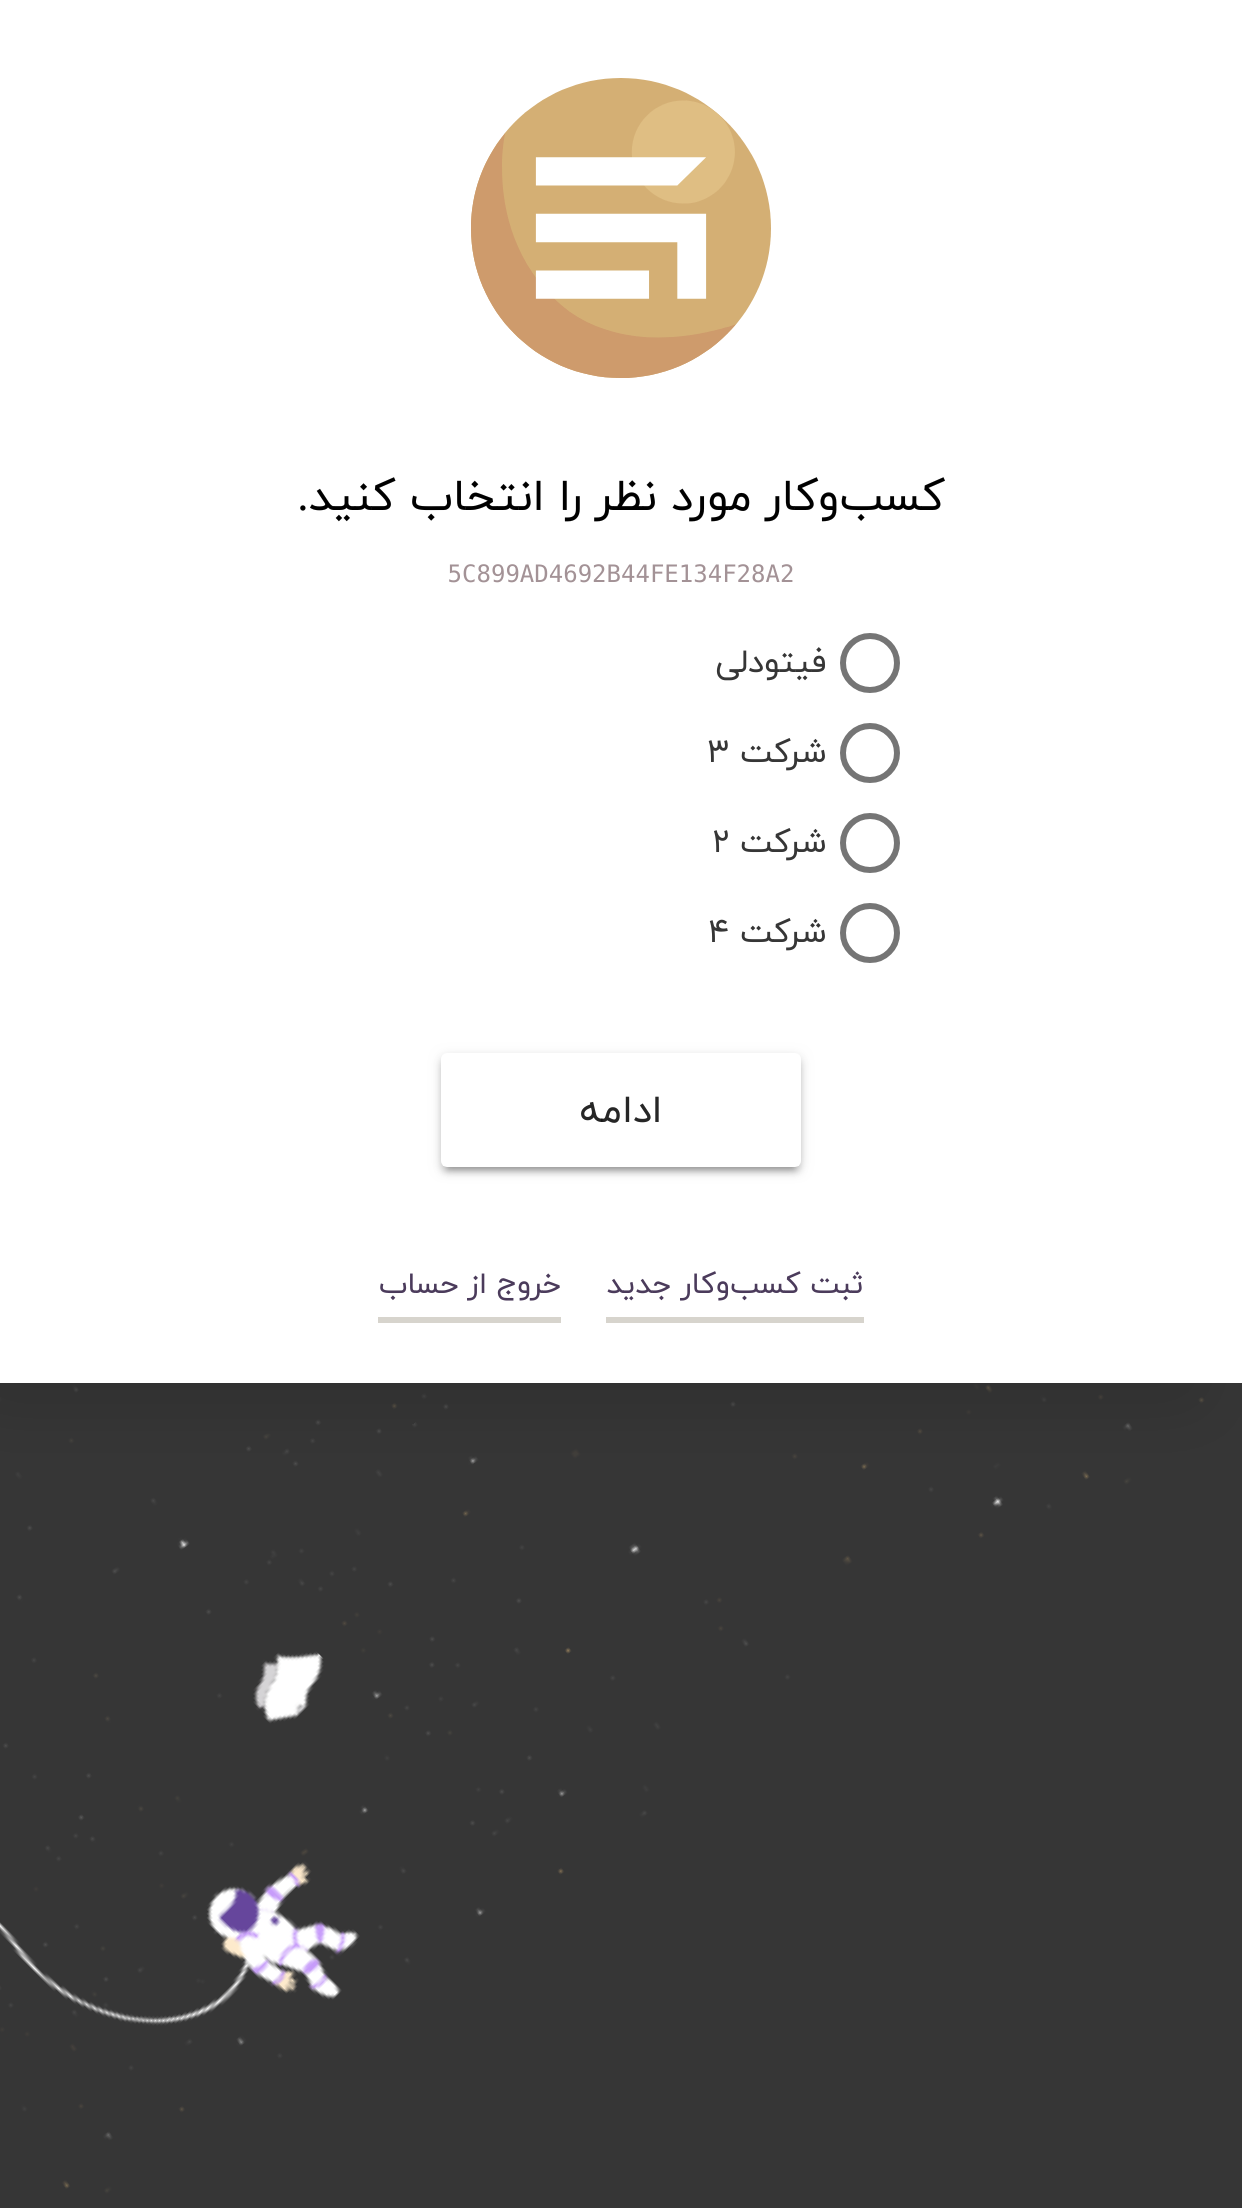 کسب‌وکار مورد نظر را انتخاب کنید.
5C899AD4692B44FE134F28A2
فیتودلی
شرکت ۳
شرکت ۲
شرکت ۴
ادامه
ثبت کسب‌وکار جدید
خروج از حساب